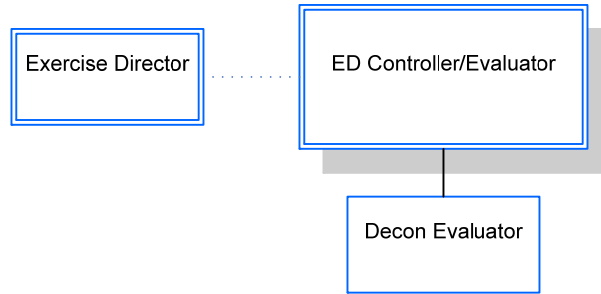 Exercise Director
ED Controller/Evaluator
Decon Evaluator